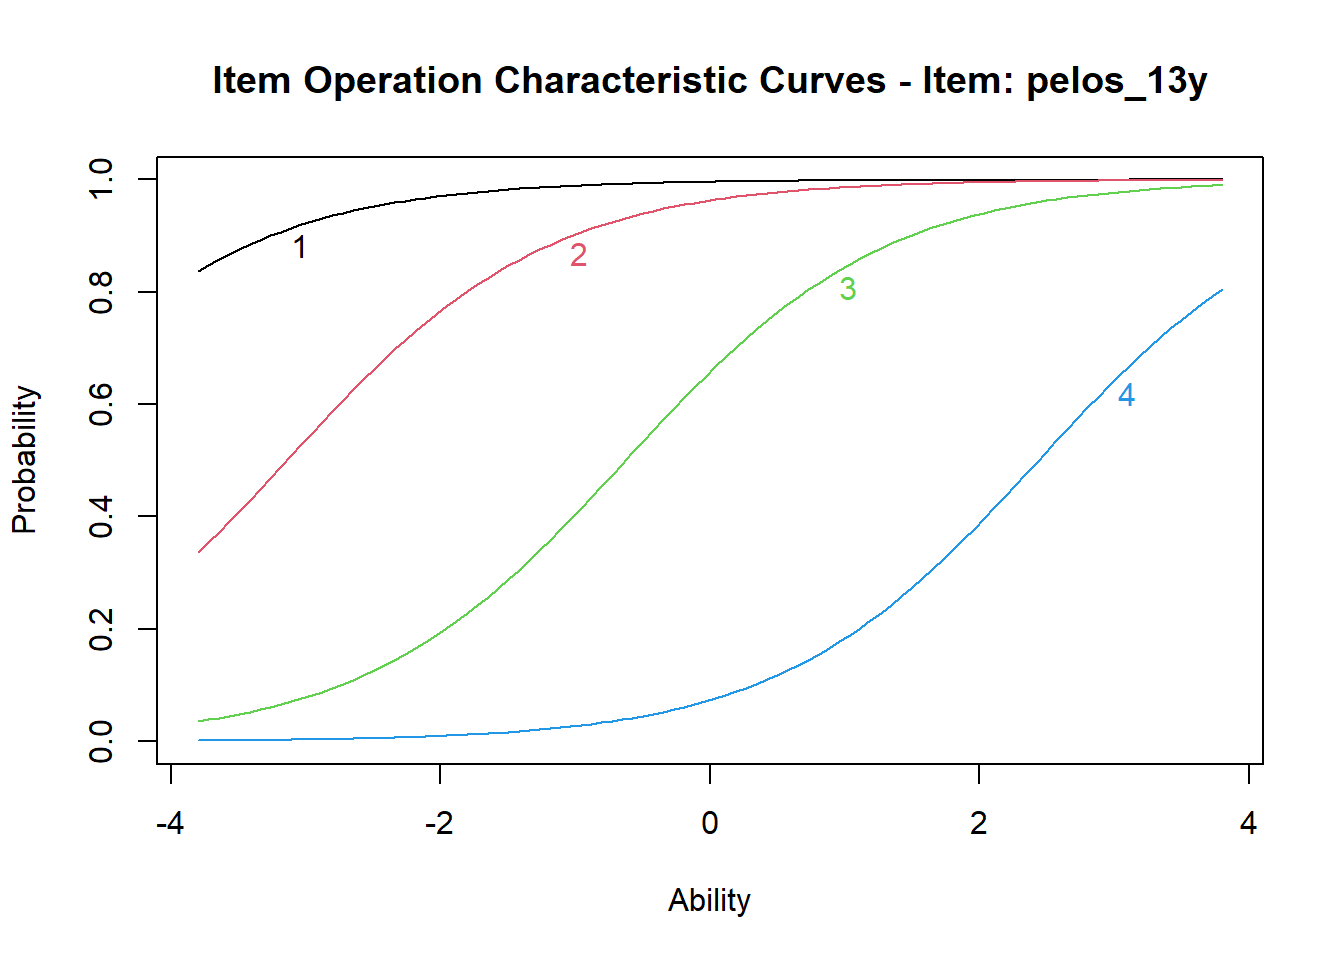 Item Operation Characteristic Curves - Item: pelos_13y
1.0
0.8
0.6
0.4
0.2
0.0
Probability
1
2
3
4
-4 -2 0 2 4
Ability